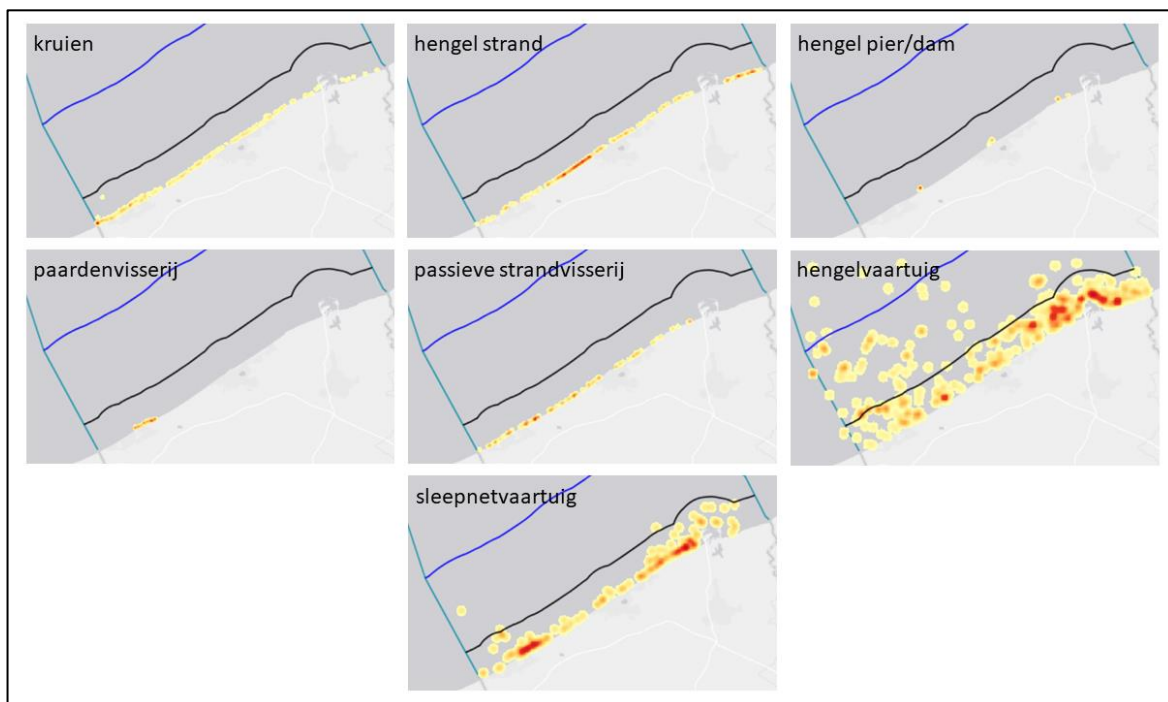 kruien
hengel strand
hengel pier/dam
paardenvisserij
passieve strandvisserij
hengelvaartuig
sleepnetvaartuig